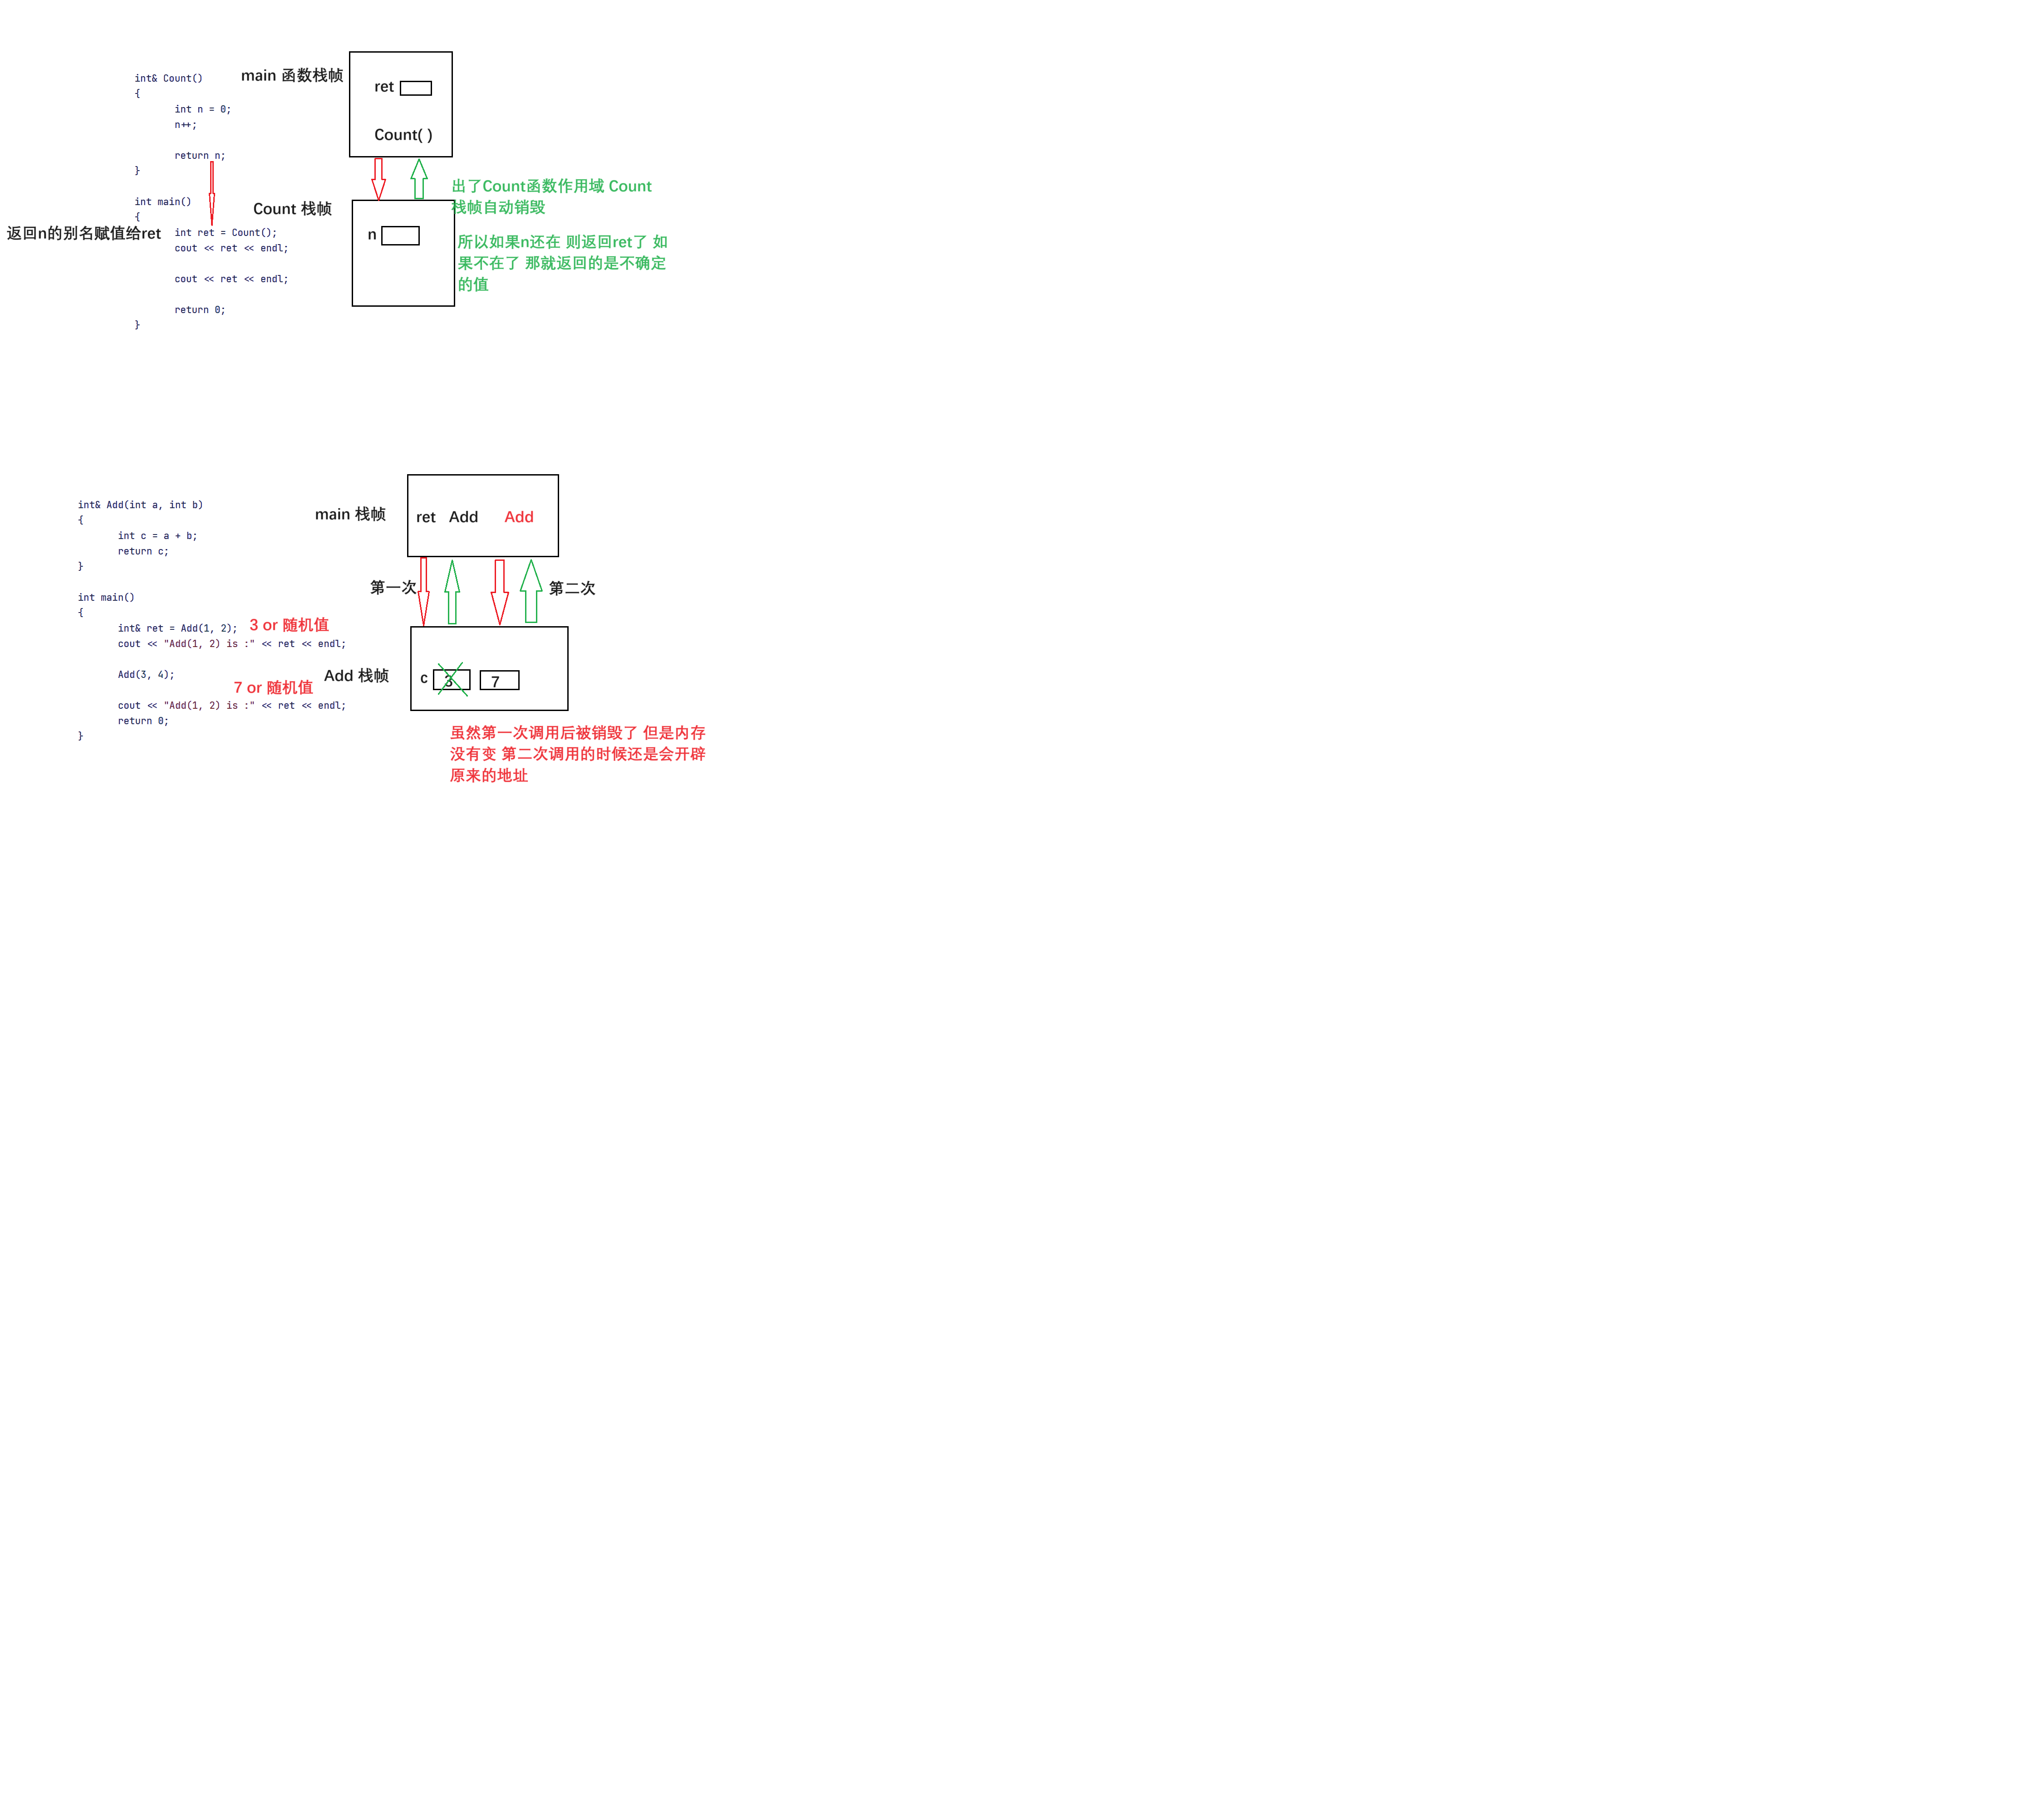 int& Count()
{
int n = 0;
n++;
return n;
}
int main()
{
int ret = Count();
cout << ret << endl;
cout << ret << endl;
return 0;
}
返回n的别名赋值给ret
main 函数栈帧
ret
Count( )
Count 栈帧
n
出了Count函数作用域 Count
栈帧自动销毁
所以如果n还在 则返回ret了 如
果不在了 那就返回的是不确定
的值
int& Add(int a, int b)
{
int c = a + b;
return c;
}
int main()
{
int& ret = Add(1, 2);
3 or 随机值
cout << "Add(1, 2) is :" << ret << endl;
Add(3, 4);
7 or 随机值
cout << "Add(1, 2) is :" << ret << endl;
return 0;
}
main 栈帧
ret Add Add
第一次
第二次
Add 栈帧
c 3 7
虽然第一次调用后被销毁了 但是内存
没有变 第二次调用的时候还是会开辟
原来的地址